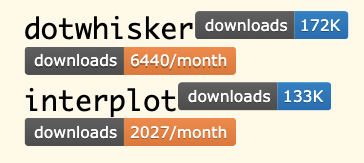 dotwhisker downloads 172K
downloads 6440/month
interplot downloads 133K
downloads 2027/month